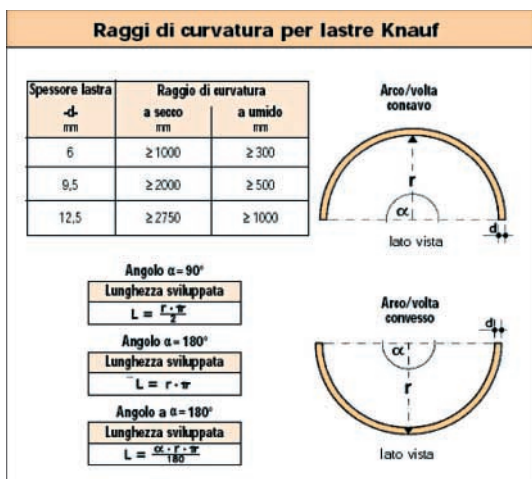 Raggi di curvatura per lastre Knauf
Spessore lastra -d- mm
Raggio di curvatura
a secco mm
a umido mm
6 ≥1000 ≥300
9,5 ≥2000 ≥500
12,5 ≥2750 ≥1000
Arco/volta
concavo
r
α
d
lato vista
Angolo α=90°
Lunghezza sviluppata
L = r · π / 2
Angolo α=180°
Lunghezza sviluppata
L = r · π
Angolo a α=180°
Lunghezza sviluppata
L = α · r · π / 180
Arco/volta
convesso
d
α
r
lato vista